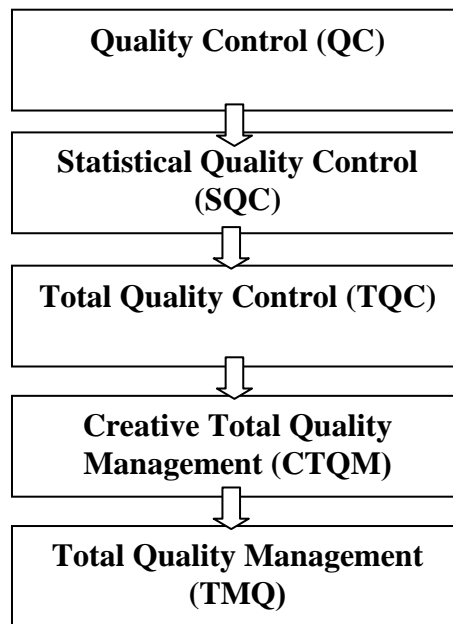 Quality Control (QC)
Statistical Quality Control
(SQC)
Total Quality Control (TQC)
Creative Total Quality
Management (CTQM)
Total Quality Management
(TMQ)